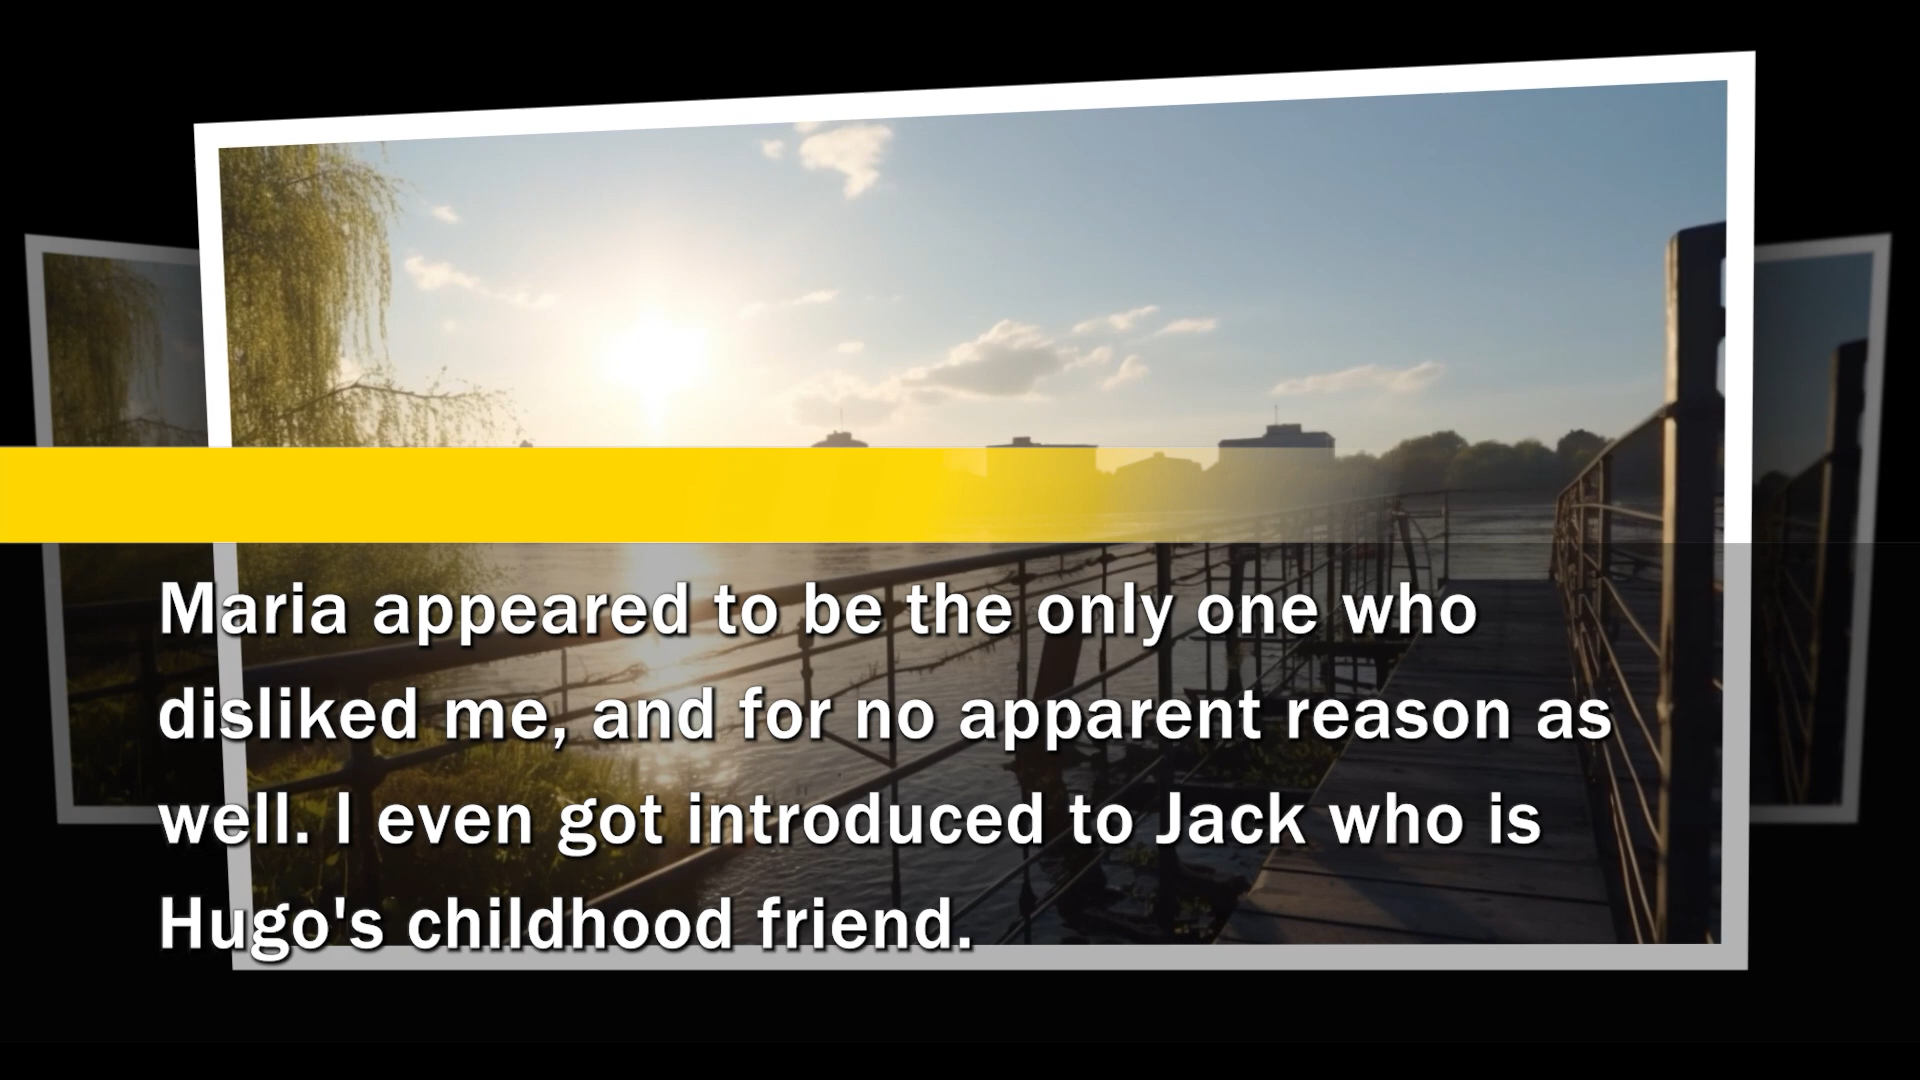 Maria appeared to be the only one who
disliked me, and for no apparent reason as
well. I even got introduced to Jack who is
Hugo's childhood friend.